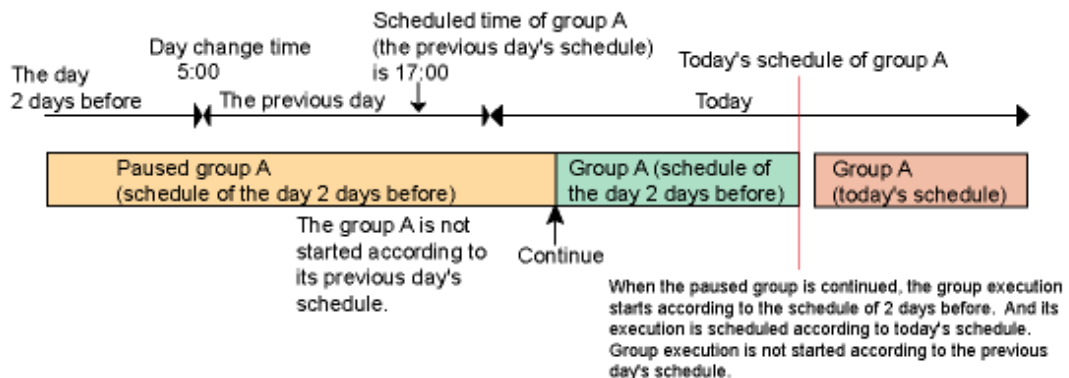 Scheduled time of group A
(the previous day's schedule)
is 17:00
Day change time
5:00
Today's schedule of group A
The day
2 days before
The previous day
Today
Paused group A
(schedule of the day 2 days before)
Group A (schedule of
the day 2 days before)
Group A
(today's schedule)
The group A is not
started according to
its previous day's
schedule.
Continue
When the paused group is continued, the group execution
starts according to the schedule of 2 days before. And its
execution is scheduled according to today's schedule.
Group execution is not started according to the previous
day's schedule.